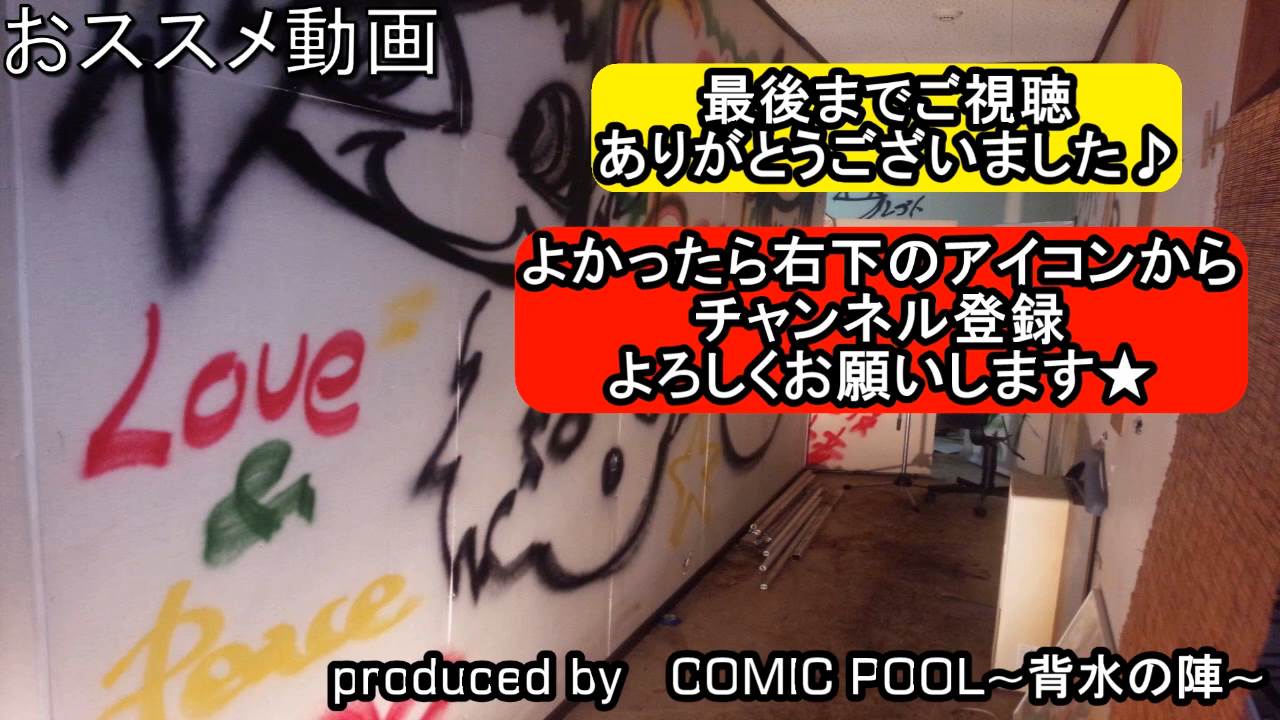 おススメ動画
最後までご視聴
ありがとうございました♪
よかったら右下のアイコンから
チャンネル登録
よろしくお願いします★
Love
&
Peace
produced by　COMIC POOL~背水の陣~